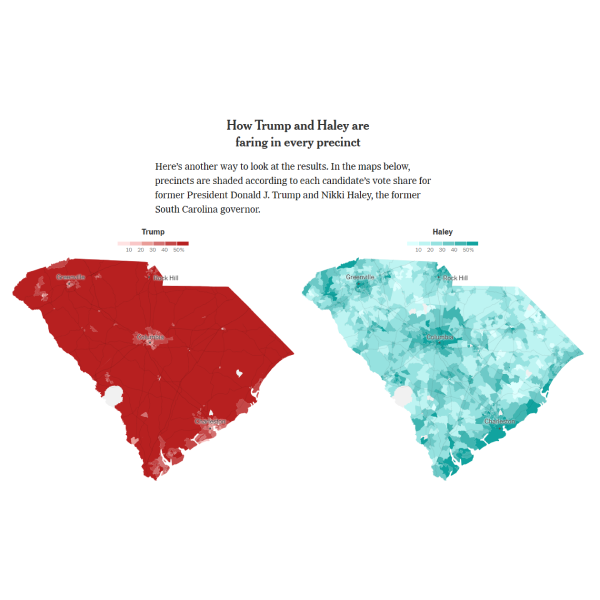 How Trump and Haley are
faring in every precinct
Here's another way to look at the results. In the maps below,
precincts are shaded according to each candidate's vote share for
former President Donald J. Trump and Nikki Haley, the former
South Carolina governor.
Trump
10 20 30 40 50%
Haley
10 20 30 40 50%
Greenville
Rock Hill
Charleston
Greenville
Rock Hill
Charleston